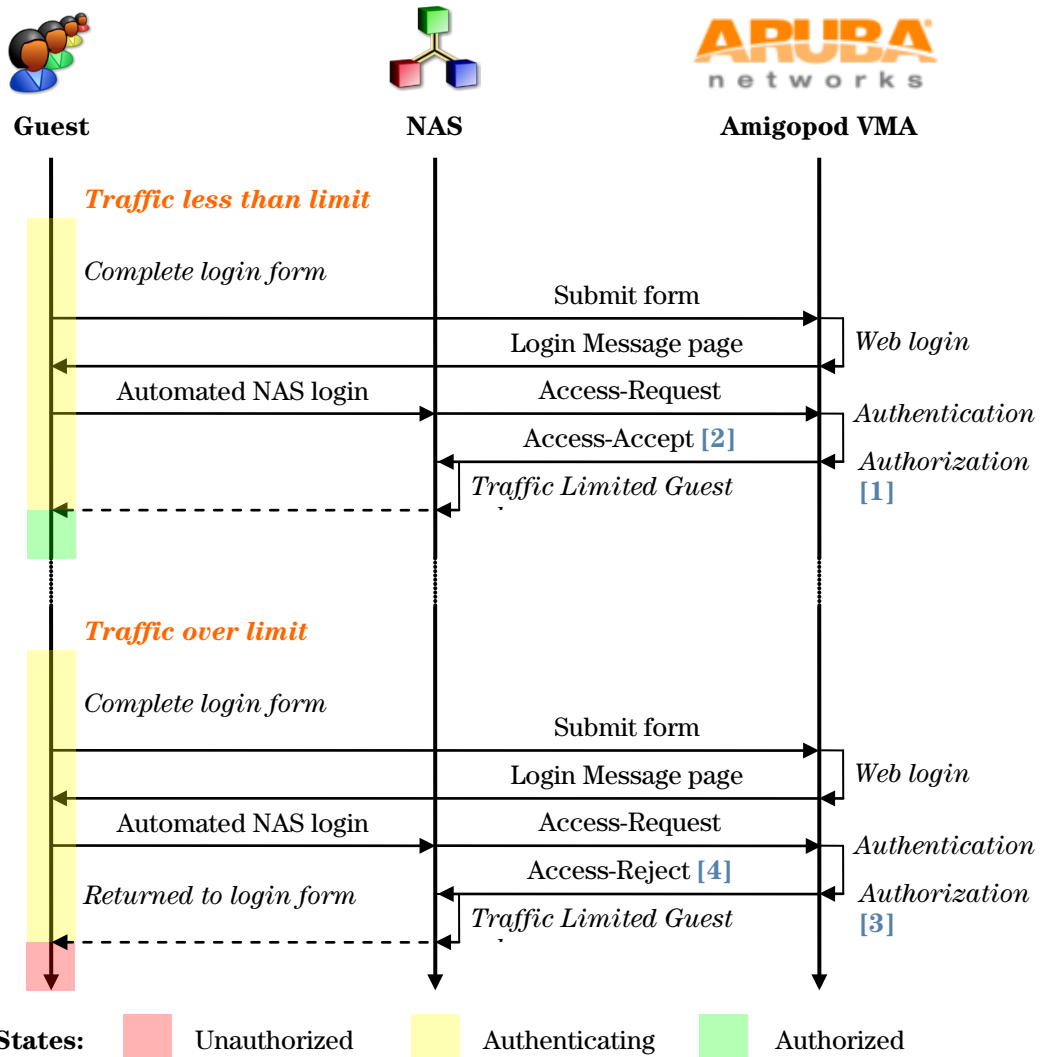 ARUBA
networks
Guest
NAS
Amigopod VMA
Traffic less than limit
Complete login form
Submit form
Web login
Login Message page
Automated NAS login
Access-Request
Authentication
Access-Accept [2]
Authorization
[1]
Traffic Limited Guest
Traffic over limit
Complete login form
Submit form
Web login
Login Message page
Automated NAS login
Access-Request
Authentication
Access-Reject [4]
Returned to login form
Authorization
[3]
Traffic Limited Guest
States:
Unauthorized
Authenticating
Authorized